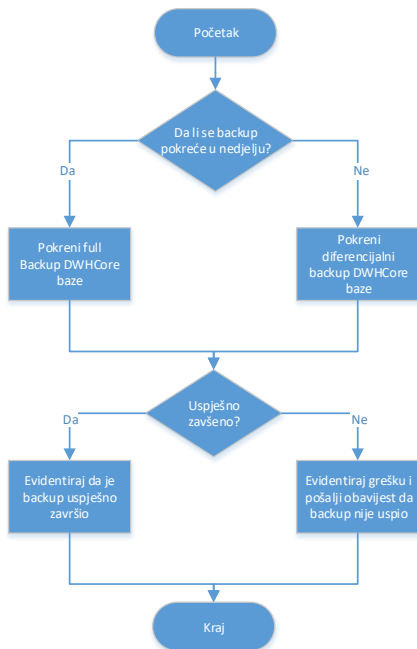 Početak
Da li se backup
pokreće u nedjelju?
Da
Ne
Pokreni full
Backup DWHCore
baze
Pokreni
diferencijalni
backup DWHCore
baze
Uspješno
zavšeno?
Da
Ne
Evidentiraj da je
backup uspješno
završio
Evidentiraj grešku i
pošalji obavijest da
backup nije uspio
Kraj